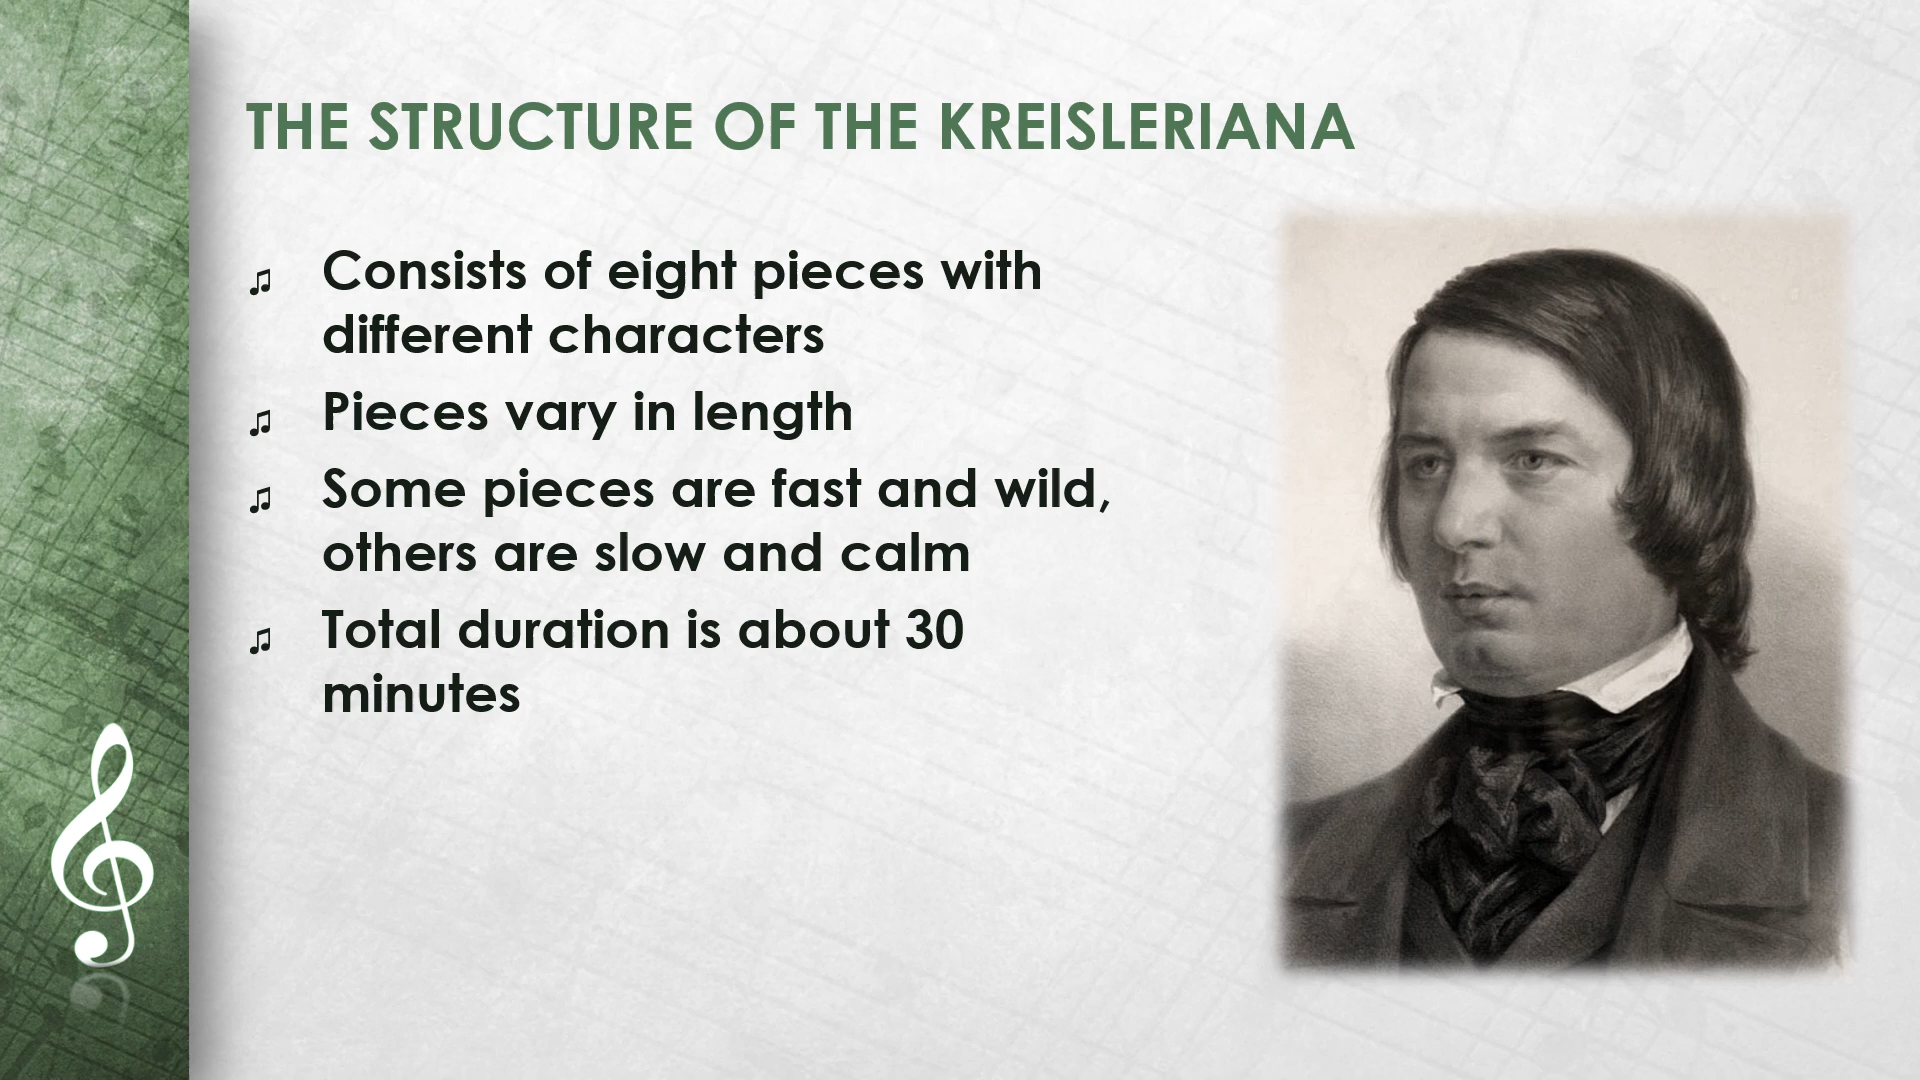 THE STRUCTURE OF THE KREISLERIANA
♫ Consists of eight pieces with
different characters
♫ Pieces vary in length
♫ Some pieces are fast and wild,
others are slow and calm
♫ Total duration is about 30
minutes